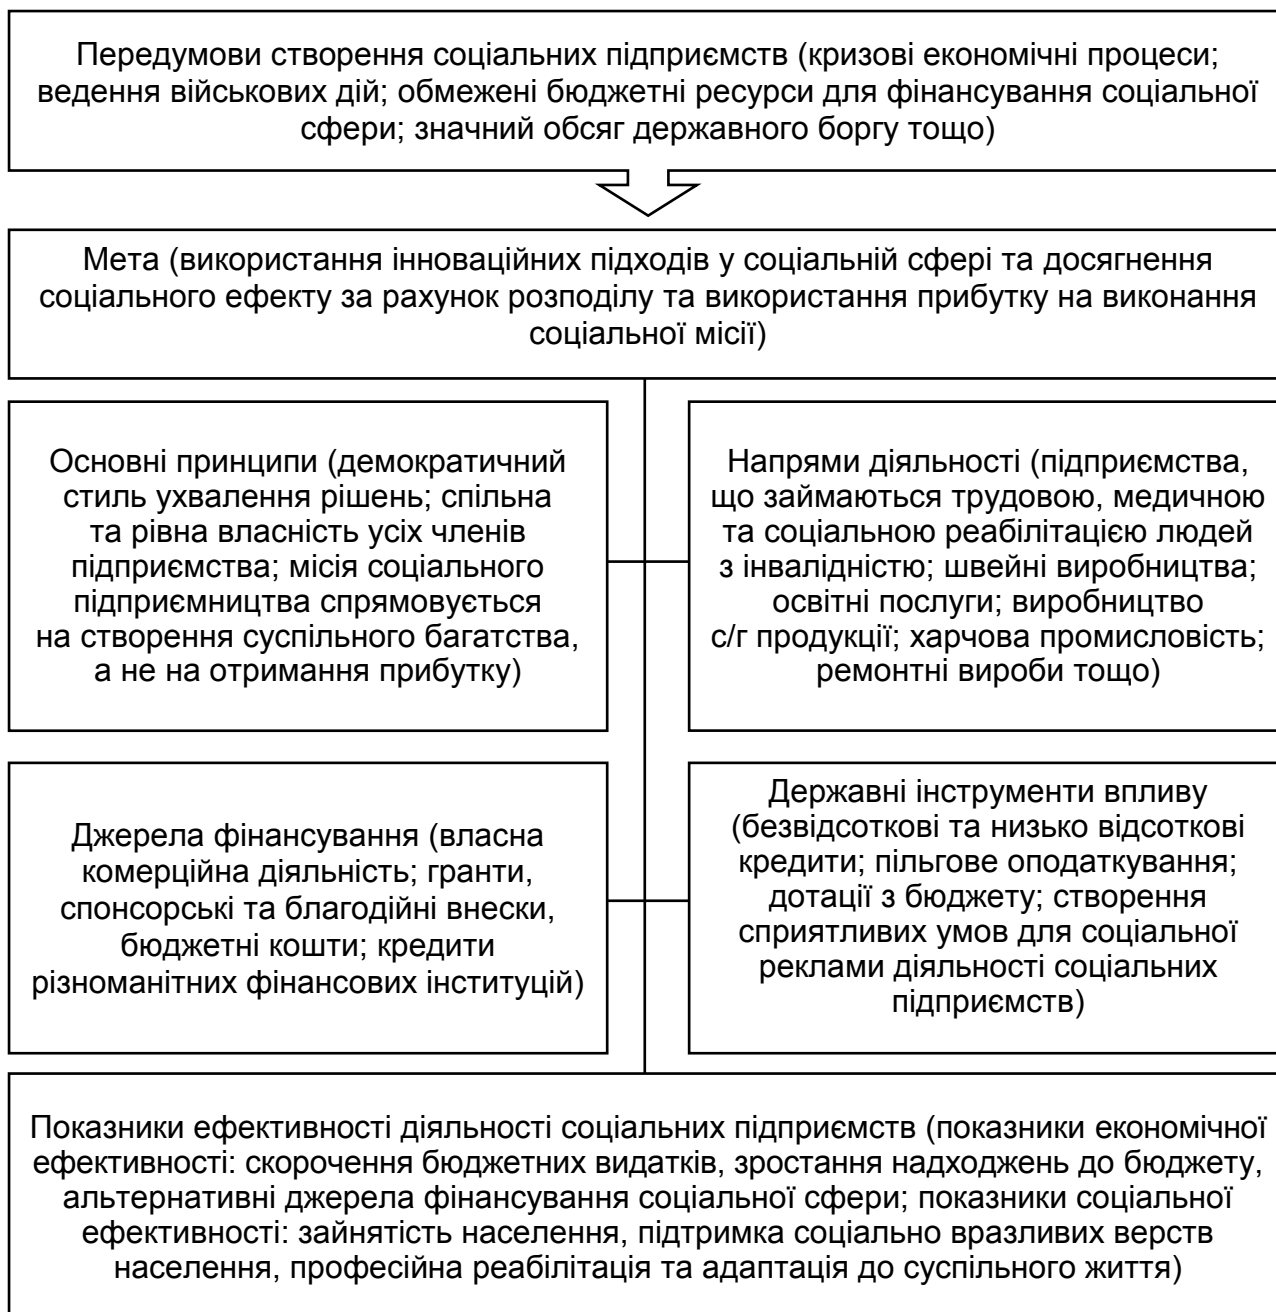 Передумови створення соціальних підприємств (кризові економічні процеси;
ведення військових дій; обмежені бюджетні ресурси для фінансування соціальної
сфери; значний обсяг державного боргу тощо)
Мета (використання інноваційних підходів у соціальній сфері та досягнення
соціального ефекту за рахунок розподілу та використання прибутку на виконання
соціальної місії)
Основні принципи (демократичний
стиль ухвалення рішень; спільна
та рівна власність усіх членів
підприємства; місія соціального
підприємництва спрямовується
на створення суспільного багатства,
а не на отримання прибутку)
Напрями діяльності (підприємства,
що займаються трудовою, медичною
та соціальною реабілітацією людей
з інвалідністю; швейні виробництва;
освітні послуги; виробництво
с/г продукції; харчова промисловість;
ремонтні вироби тощо)
Джерела фінансування (власна
комерційна діяльність; гранти,
спонсорські та благодійні внески,
бюджетні кошти; кредити
різноманітних фінансових інституцій)
Державні інструменти впливу
(безвідсоткові та низько відсоткові
кредити; пільгове оподаткування;
дотації з бюджету; створення
сприятливих умов для соціальної
реклами діяльності соціальних
підприємств)
Показники ефективності діяльності соціальних підприємств (показники економічної
ефективності: скорочення бюджетних видатків, зростання надходжень до бюджету,
альтернативні джерела фінансування соціальної сфери; показники соціальної
ефективності: зайнятість населення, підтримка соціально вразливих верств
населення, професійна реабілітація та адаптація до суспільного життя)